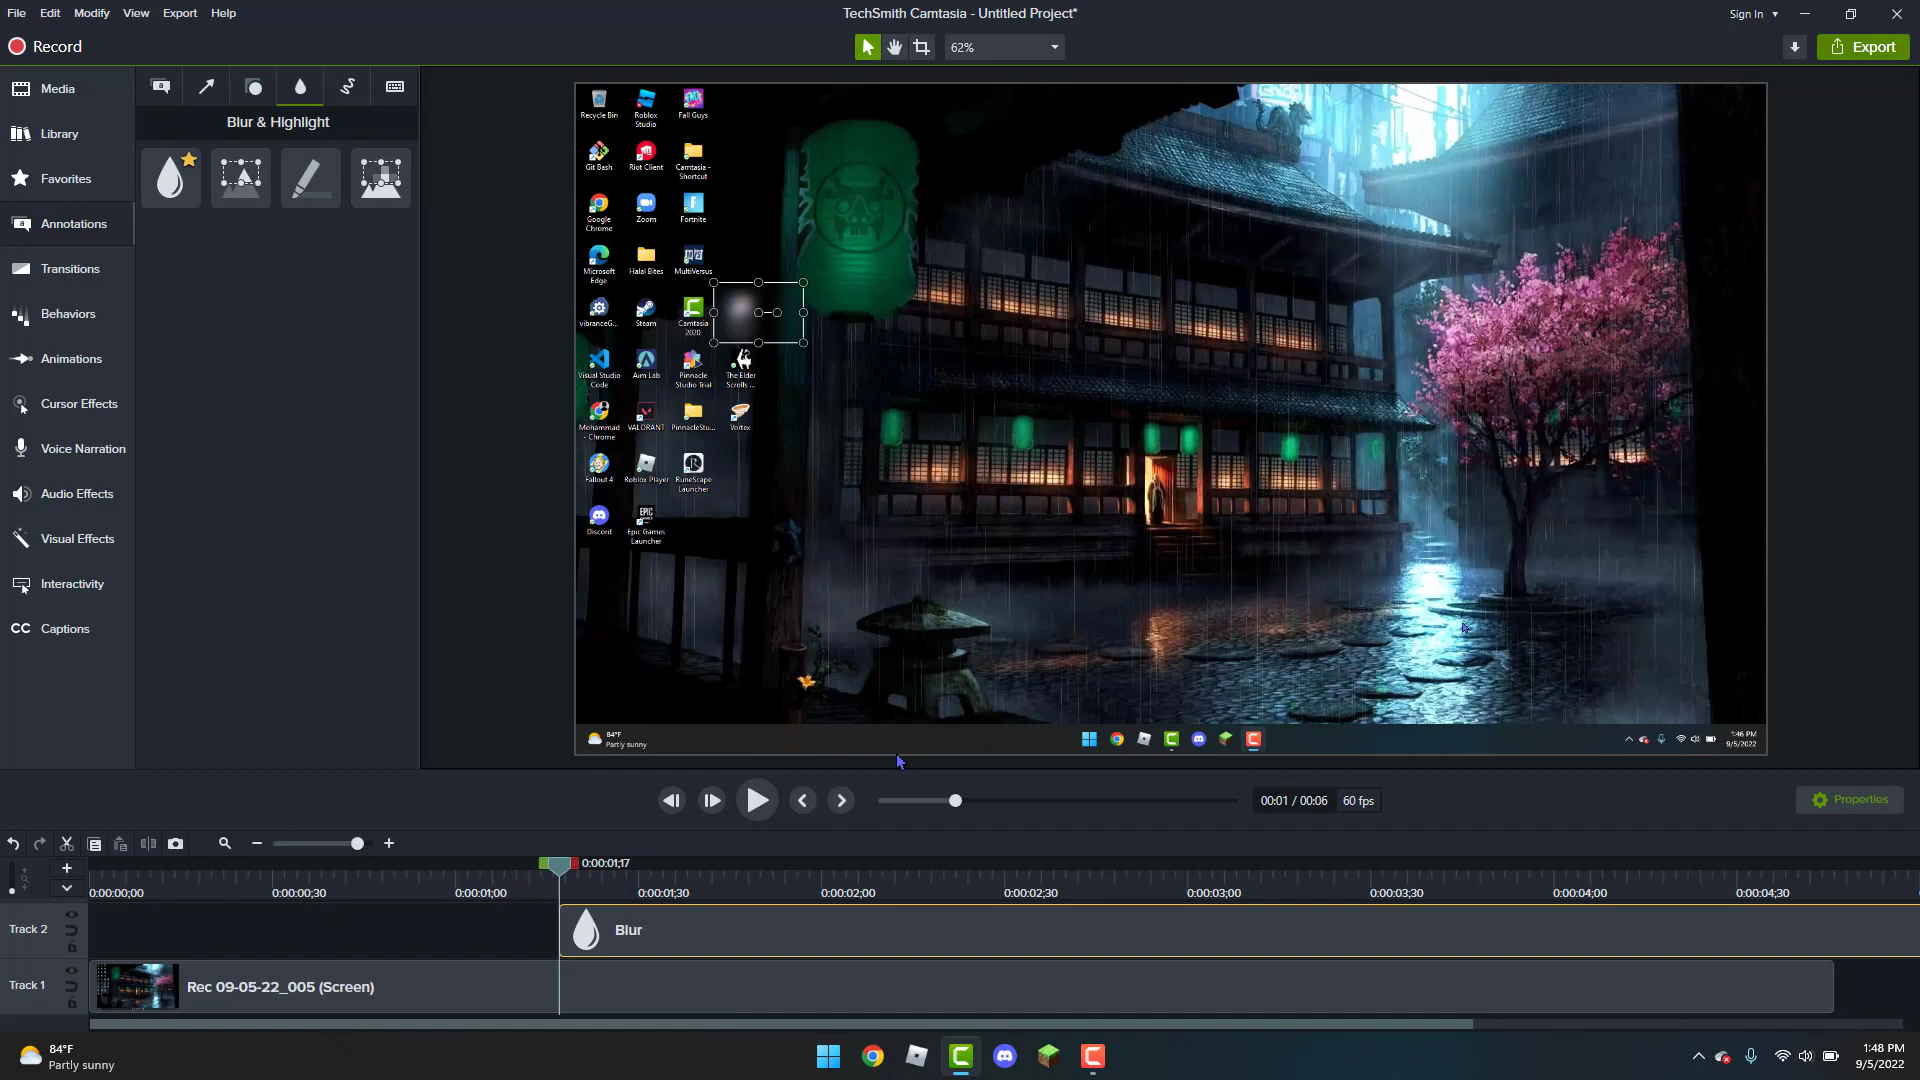 File Edit Modify View Export Help
TechSmith Camtasia - Untitled Project*
Sign In
Record
62%
Export
Media
Library
Favorites
Annotations
Transitions
Behaviors
Animations
Cursor Effects
Voice Narration
Audio Effects
Visual Effects
Interactivity
CC Captions
a
Blur & Highlight
Recycle Bin
Roblox
Studio
Fall Guys
Git Bash
Riot Client
Camtasia -
Shortcut
Google
Chrome
Zoom
Fortnite
Microsoft
Edge
Halal Bites
MultiVersus
vibranceG...
Steam
Camtasia
2020
Visual Studio
Code
Aim Lab
Pinnacle
Studio Trial
The Elder
Scrolls ...
Mohammad
- Chrome
VALORANT
PinnacleStu...
Vortex
Fallout 4
Roblox Player
RuneScape
Launcher
Discord
EPIC
GAMES
Epic Games
Launcher
84°F
Partly sunny
1:46 PM
9/5/2022
00:01 / 00:06
60 fps
Properties
0:00:01;17
0:00:00;00
0:00:00;30
0:00:01;00
0:00:01;30
0:00:02;00
0:00:02;30
0:00:03;00
0:00:03;30
0:00:04;00
0:00:04;30
Track 2
Blur
Track 1
Rec 09-05-22_005 (Screen)
84°F
Partly sunny
1:48 PM
9/5/2022